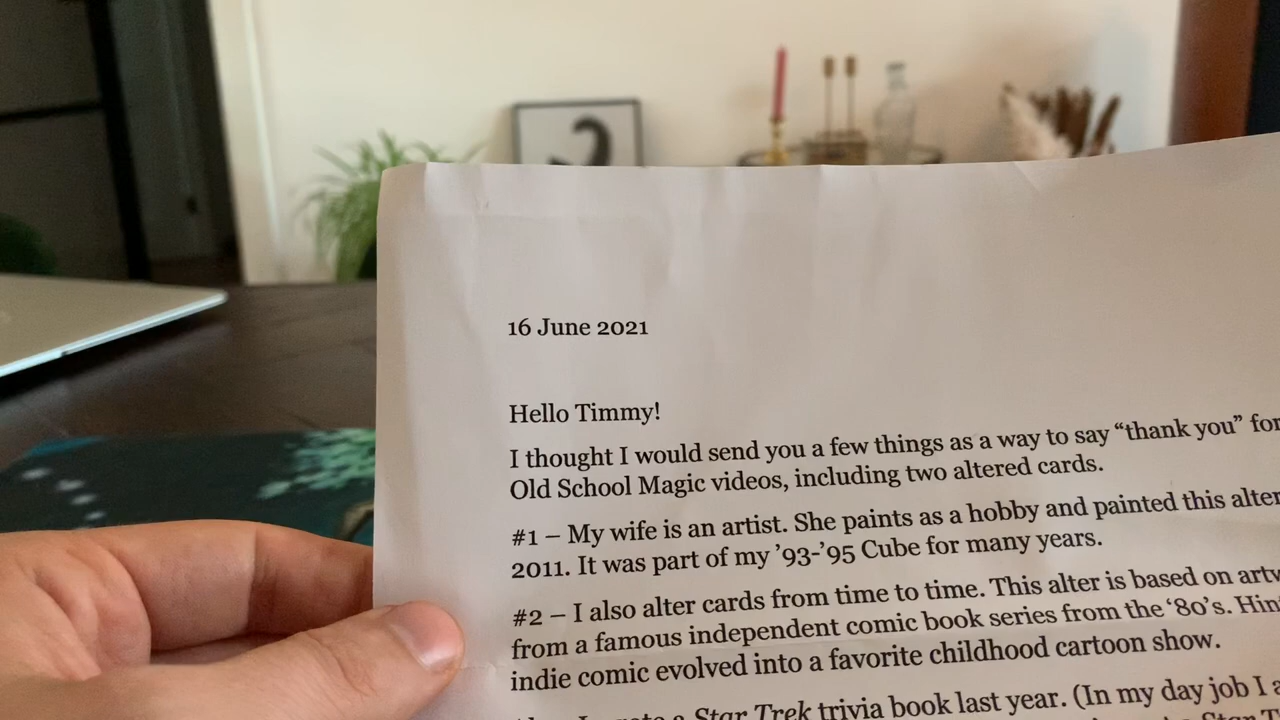 16 June 2021
Hello Timmy!
I thought I would send you a few things as a way to say “thank you” for
Old School Magic videos, including two altered cards.
#1 – My wife is an artist. She paints as a hobby and painted this alter
2011. It was part of my ’93-’95 Cube for many years.
#2 – I also alter cards from time to time. This alter is based on
from a famous independent comic book series from the ‘80’s.
indie comic evolved into a favorite childhood cartoon show.
Star Trek trivia book last year. (In my day job I